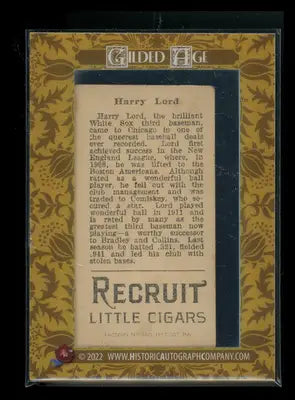 GILDED AGE
Harry Lord
Harry Lord, the brilliant
White Sox third baseman,
came to Chicago in one of
the queerest baseball deals
ever recorded. Lord first
achieved success in the New
England League, where, in
1908, he was lifted to the
Boston Americans. Although
rated as a wonderful ball
player, he fell out with the
club management and was
traded to Comiskey, who se-
cured a star. Lord played
wonderful ball in 1911 and
is rated by many as the
greatest third baseman now
playing—a worthy successor
to Bradley and Collins. Last
season he batted .321, fielded
.941 and led his club with
stolen bases.
RECRUIT
LITTLE CIGARS
© 2022 WWW.HISTORICAUTOGRAPHCOMPANY.COM